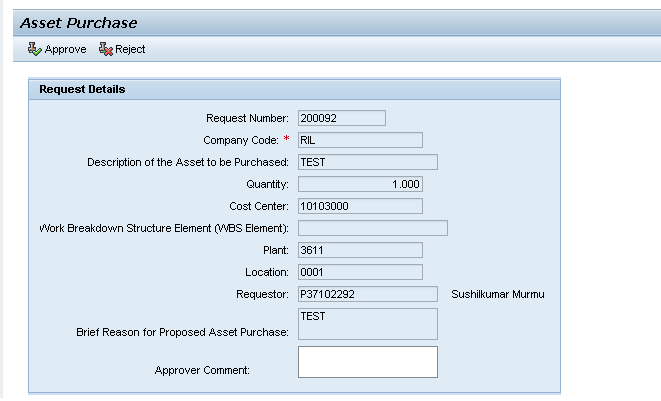 Asset Purchase
Approve Reject
Request Details
Request Number: 200092
Company Code: * RIL
Description of the Asset to be Purchased: TEST
Quantity: 1.000
Cost Center: 10103000
Work Breakdown Structure Element (WBS Element):
Plant: 3611
Location: 0001
Requestor: P37102292 Sushilkumar Murmu
TEST
Brief Reason for Proposed Asset Purchase:
Approver Comment: